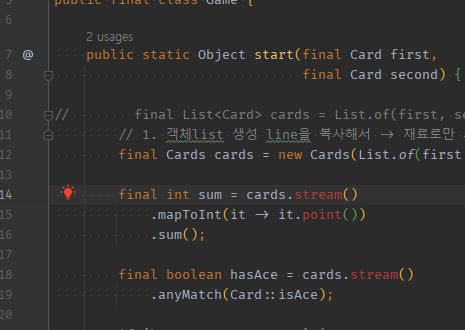 public final class Game {
6
2 usages
7 @ public static Object start(final Card first,
8 final Card second) {
9
10 // final List<Card> cards = List.of(first,
11 // 1. 객체list 생성 line을 복사해서 -> 재료로만
12 final Cards cards = new Cards(List.of(first
13
14 final int sum = cards.stream()
15 .mapToInt(it -> it.point())
16 .sum();
17
18 final boolean hasAce = cards.stream()
19 .anyMatch(Card::isAce);
20